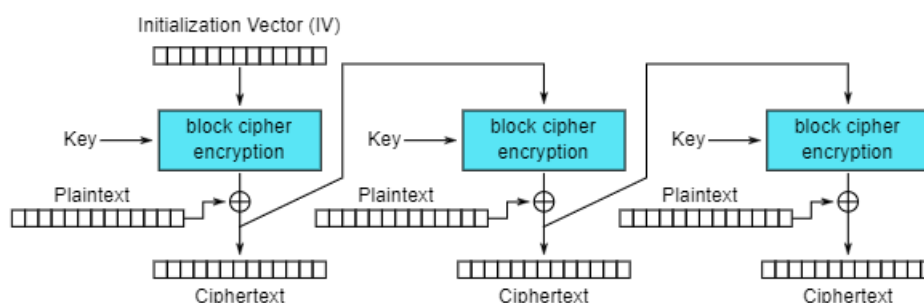 Initialization Vector (IV)
Key
block cipher
encryption
Key
block cipher
encryption
Key
block cipher
encryption
Plaintext
Plaintext
Plaintext
Ciphertext
Ciphertext
Ciphertext